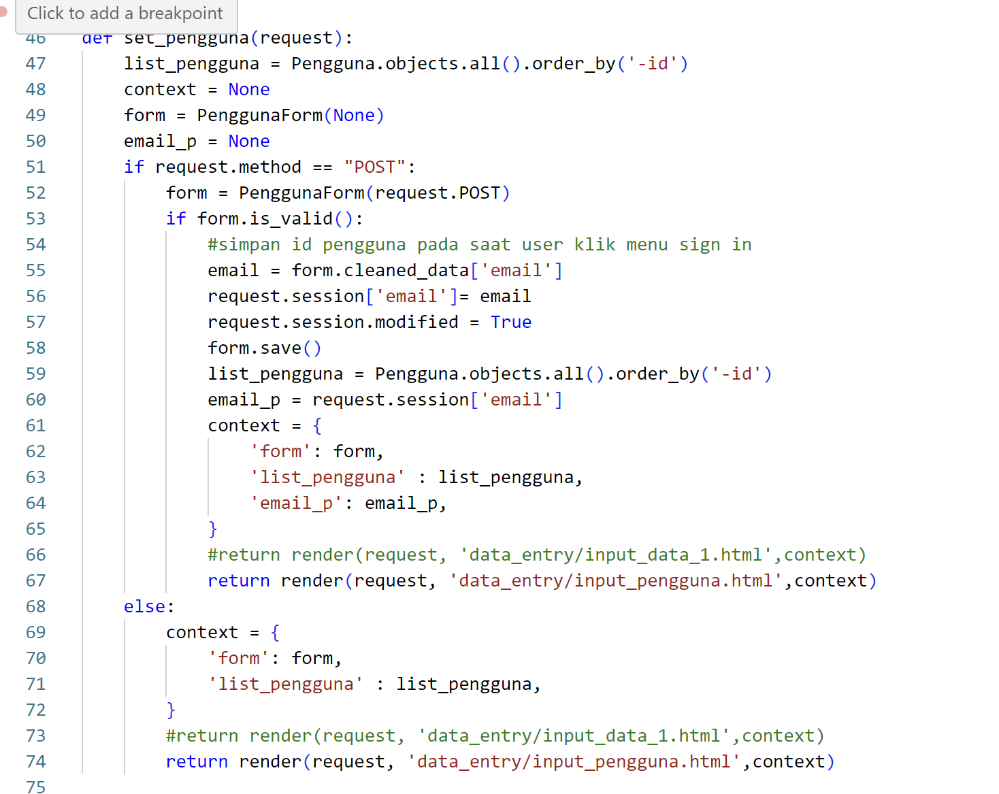 Click to add a breakpoint
46 def set_pengguna(request):
47 list_pengguna = Pengguna.objects.all().order_by('-id')
48 context = None
49 form = PenggunaForm(None)
50 email_p = None
51 if request.method == "POST":
52 form = PenggunaForm(request.POST)
53 if form.is_valid():
54 #simpan id pengguna pada saat user klik menu sign in
55 email = form.cleaned_data['email']
56 request.session['email']= email
57 request.session.modified = True
58 form.save()
59 list_pengguna = Pengguna.objects.all().order_by('-id')
60 email_p = request.session['email']
61 context = {
62 'form': form,
63 'list_pengguna' : list_pengguna,
64 'email_p': email_p,
65 }
66 #return render(request, 'data_entry/input_data_1.html',context)
67 return render(request, 'data_entry/input_pengguna.html',context)
68 else:
69 context = {
70 'form': form,
71 'list_pengguna' : list_pengguna,
72 }
73 #return render(request, 'data_entry/input_data_1.html',context)
74 return render(request, 'data_entry/input_pengguna.html',context)
75